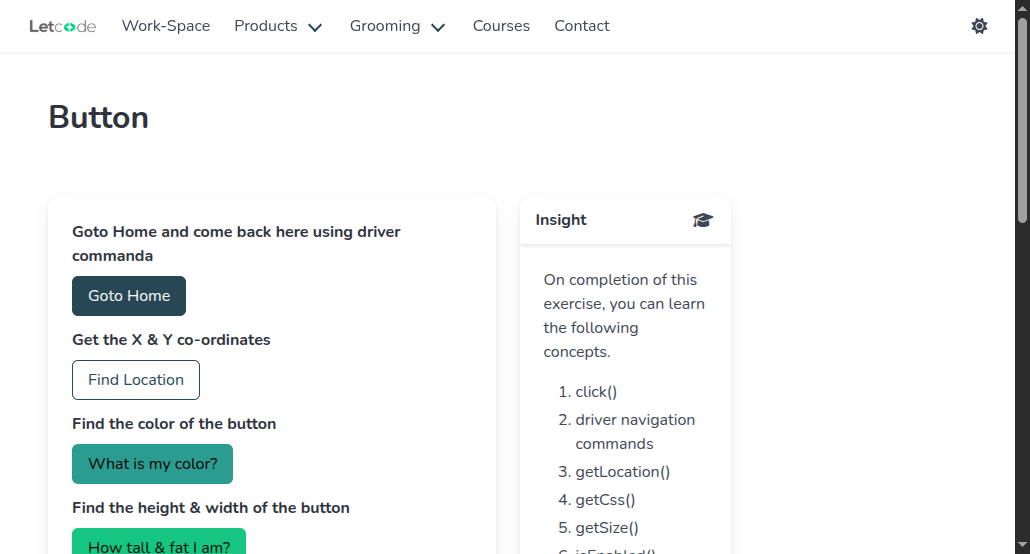 Letcode Work-Space Products Grooming Courses Contact
Button
Goto Home and come back here using driver
commanda
Goto Home
Get the X & Y co-ordinates
Find Location
Find the color of the button
What is my color?
Find the height & width of the button
How tall & fat I am?
Insight
On completion of this
exercise, you can learn
the following
concepts.
1. click()
2. driver navigation
commands
3. getLocation()
4. getCss()
5. getSize()
6. isEnabled()